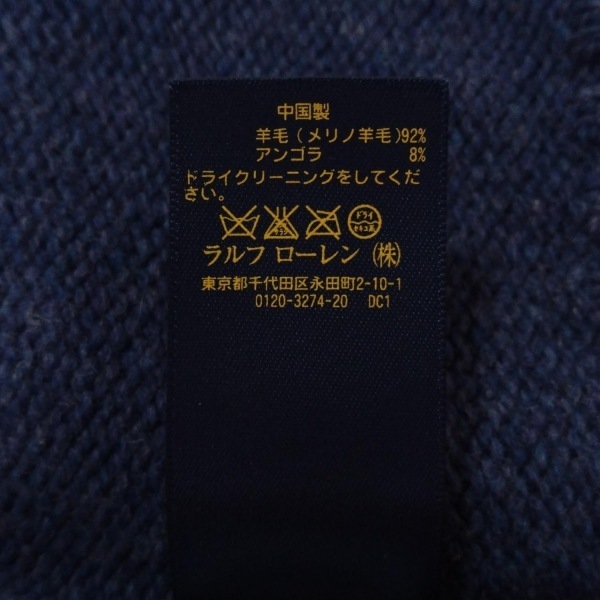 中国製
羊毛（メリノ羊毛)92%
アンゴラ 8%
ドライクリーニングをしてくだ
さい。
ドライ
セキユ系
ラルフ ローレン（株）
東京都千代田区永田町2-10-1
0120-3274-20 DC1